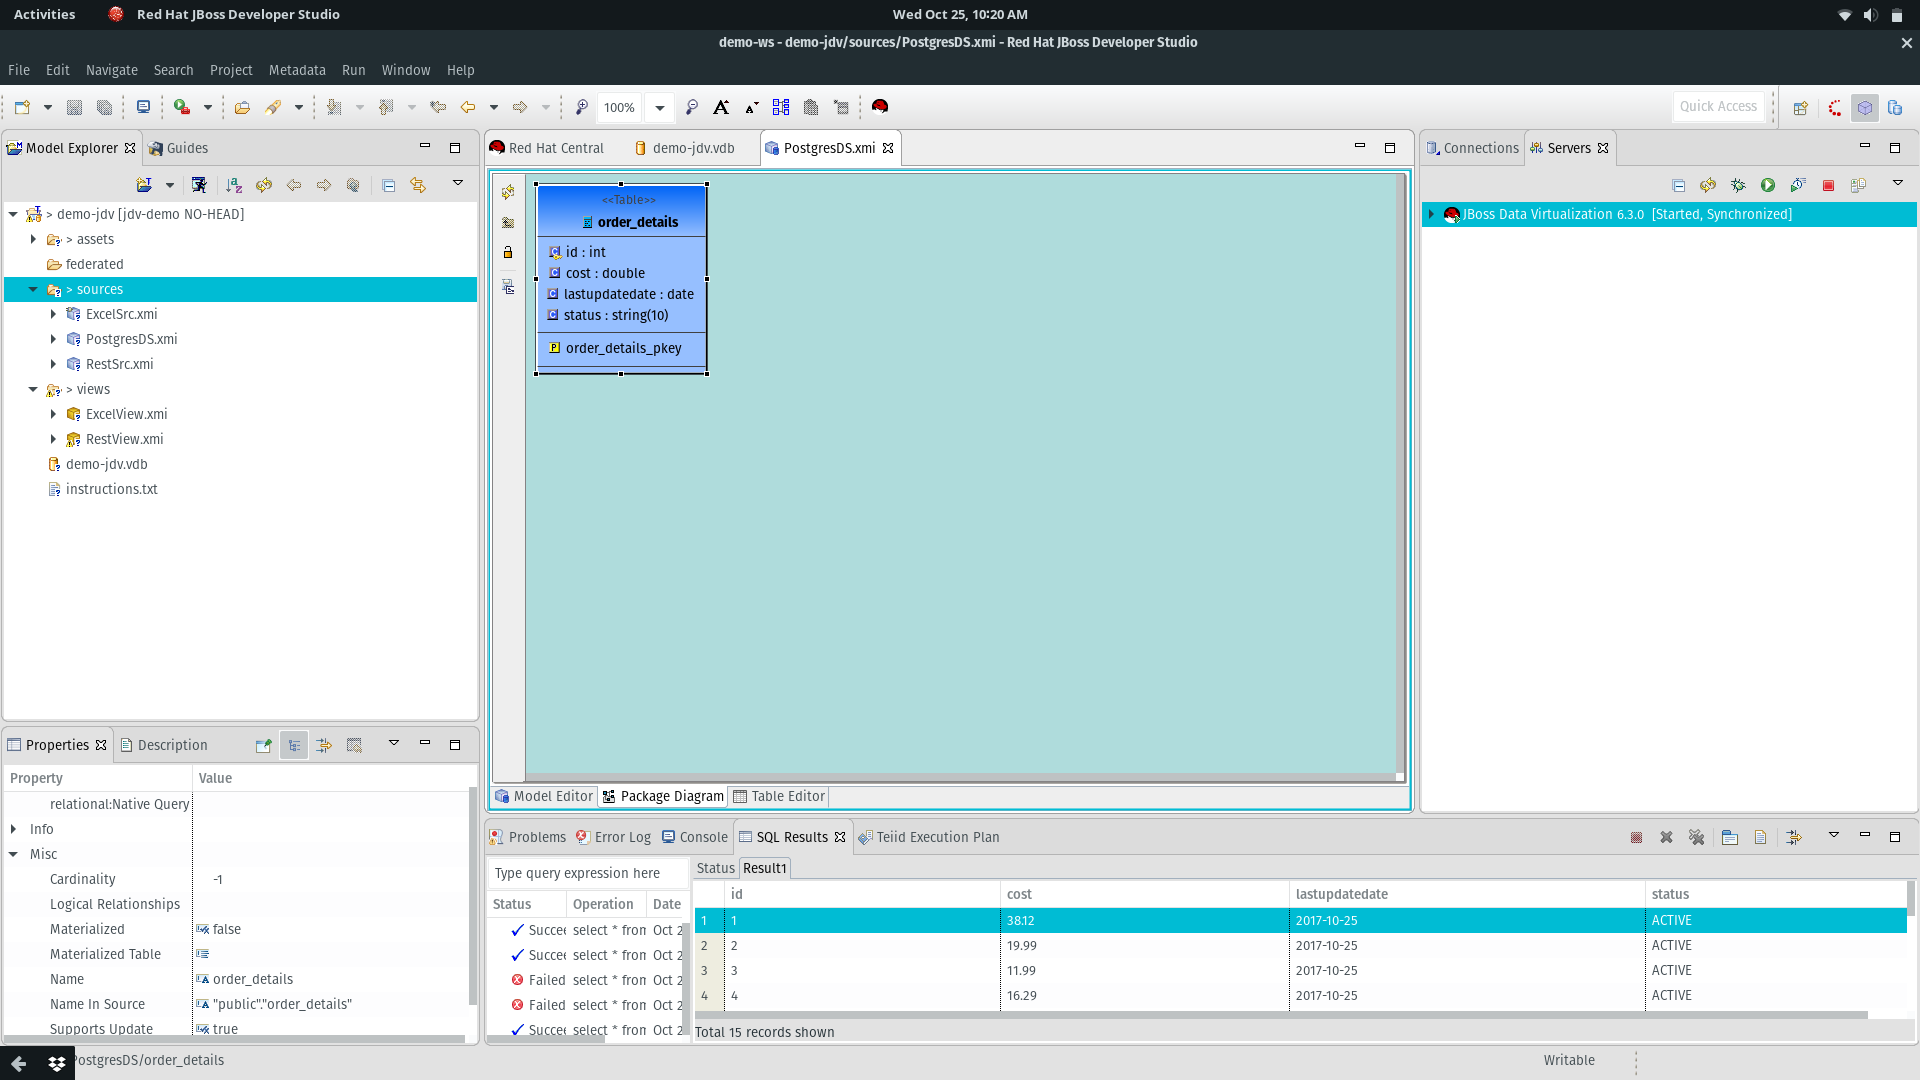 Activities
Red Hat JBoss Developer Studio
Wed Oct 25, 10:20 AM
demo-ws - demo-jdv/sources/PostgresDS.xmi - Red Hat JBoss Developer Studio
File Edit Navigate Search Project Metadata Run Window Help
100%
Quick Access
Model Explorer
Guides
> demo-jdv [jdv-demo NO-HEAD]
> assets
federated
> sources
ExcelSrc.xmi
PostgresDS.xmi
RestSrc.xmi
> views
ExcelView.xmi
RestView.xmi
demo-jdv.vdb
instructions.txt
Red Hat Central
demo-jdv.vdb
PostgresDS.xmi
<<Table>>
order_details
id : int
cost : double
lastupdatedate : date
status : string(10)
order_details_pkey
Model Editor
Package Diagram
Table Editor
Connections
Servers
JBoss Data Virtualization 6.3.0 [Started, Synchronized]
Properties
Description
Property Value
relational:Native Query
Info
Misc
Cardinality -1
Logical Relationships
Materialized false
Materialized Table
Name order_details
Name In Source "public"."order_details"
Supports Update true
Problems
Error Log
Console
SQL Results
Teiid Execution Plan
Type query expression here
Status Operation Date
Succe select * fron Oct 2
Succe select * fron Oct 2
Failed select * fron Oct 2
Failed select * fron Oct 2
Succe select * fron Oct 2
Status Result1
id cost lastupdatedate status
1 1 38.12 2017-10-25 ACTIVE
2 2 19.99 2017-10-25 ACTIVE
3 3 11.99 2017-10-25 ACTIVE
4 4 16.29 2017-10-25 ACTIVE
Total 15 records shown
PostgresDS/order_details
Writable